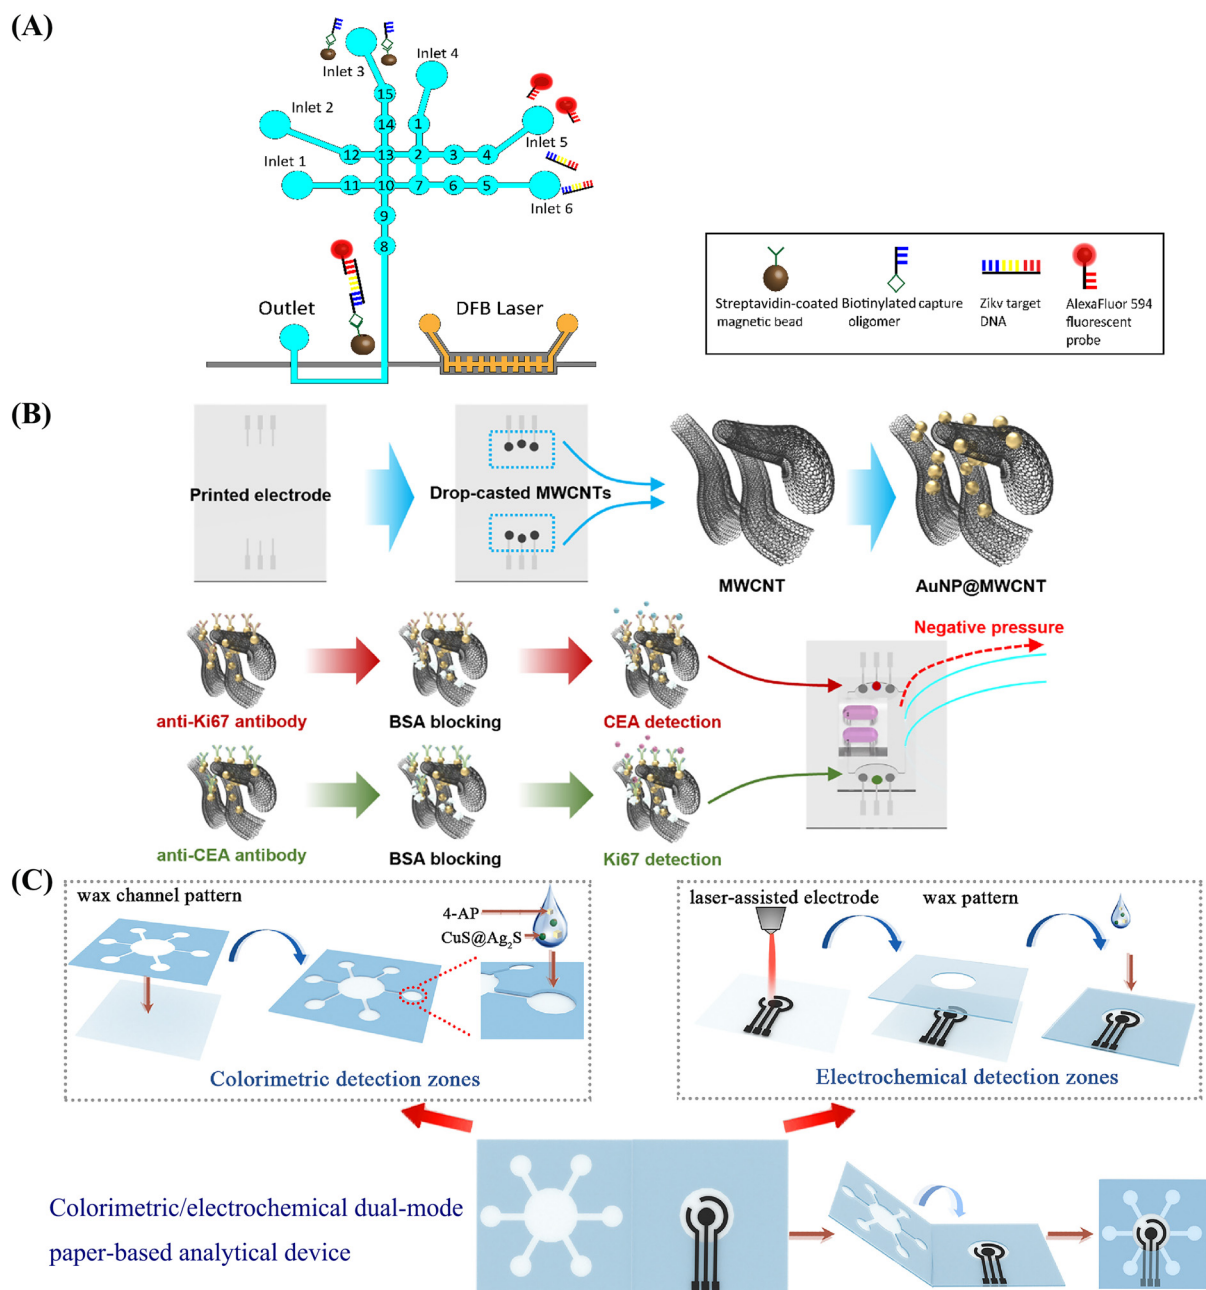 (A)
Inlet 3
Inlet 4
Inlet 2
15
14
1
Inlet 5
12
13
2
3
4
Inlet 1
11
10
7
6
5
Inlet 6
9
8
Outlet
DFB Laser
Streptavidin-coated
magnetic bead
Biotinylated capture
oligomer
Zikv target
DNA
AlexaFluor 594
fluorescent
probe
(B)
Printed electrode
Drop-casted MWCNTs
MWCNT
AuNP@MWCNT
Negative pressure
anti-Ki67 antibody
BSA blocking
CEA detection
anti-CEA antibody
BSA blocking
Ki67 detection
(C)
wax channel pattern
4-AP
CuS@Ag₂S
Colorimetric detection zones
laser-assisted electrode
wax pattern
Electrochemical detection zones
Colorimetric/electrochemical dual-mode
paper-based analytical device